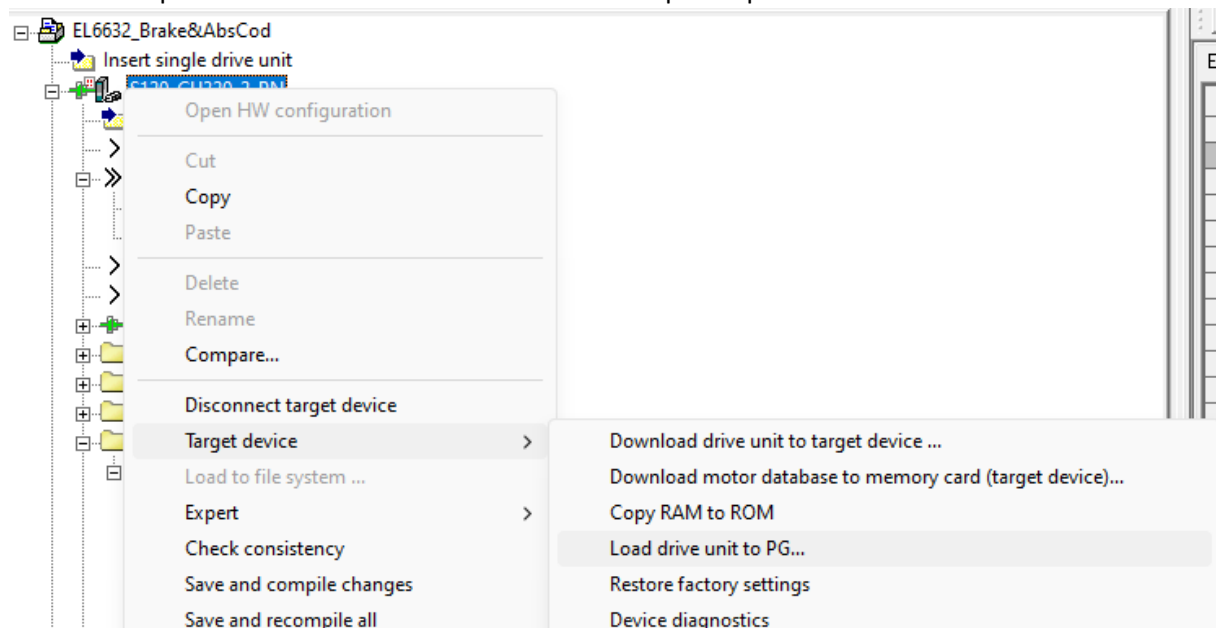 EL6632_Brake&AbsCod
Insert single drive unit
S120_CU320_2_PN
Open HW configuration
Cut
Copy
Paste
Delete
Rename
Compare...
Disconnect target device
Target device
Load to file system ...
Expert
Check consistency
Save and compile changes
Save and recompile all
Download drive unit to target device ...
Download motor database to memory card (target device)...
Copy RAM to ROM
Load drive unit to PG...
Restore factory settings
Device diagnostics
E